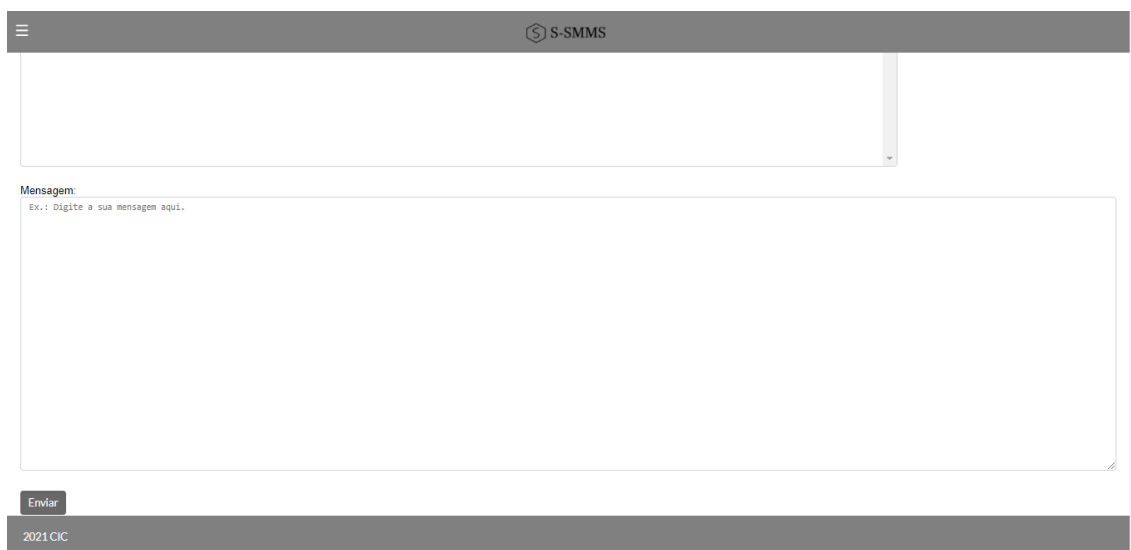 S-SMMS
Mensagem:
Ex.: Digite a sua mensagem aqui.
Enviar
2021 CIC